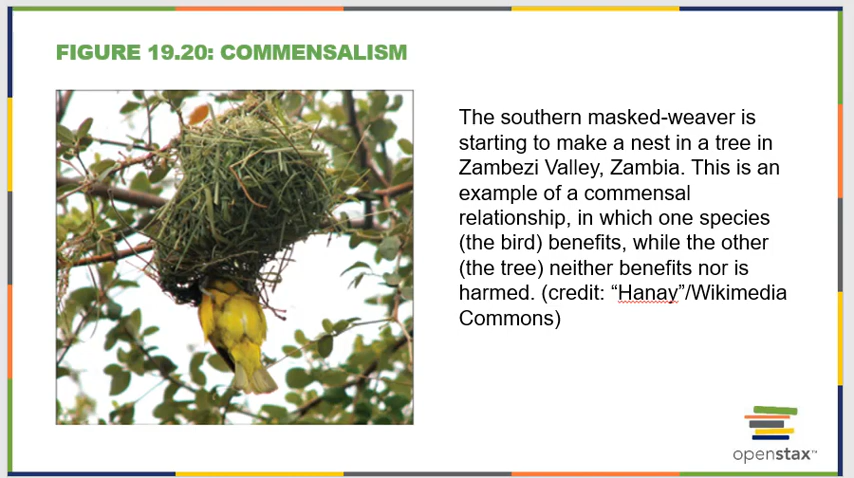 FIGURE 19.20: COMMENSALISM
The southern masked-weaver is
starting to make a nest in a tree in
Zambezi Valley, Zambia. This is an
example of a commensal
relationship, in which one species
(the bird) benefits, while the other
(the tree) neither benefits nor is
harmed. (credit: “Hanay”/Wikimedia
Commons)
openstax™